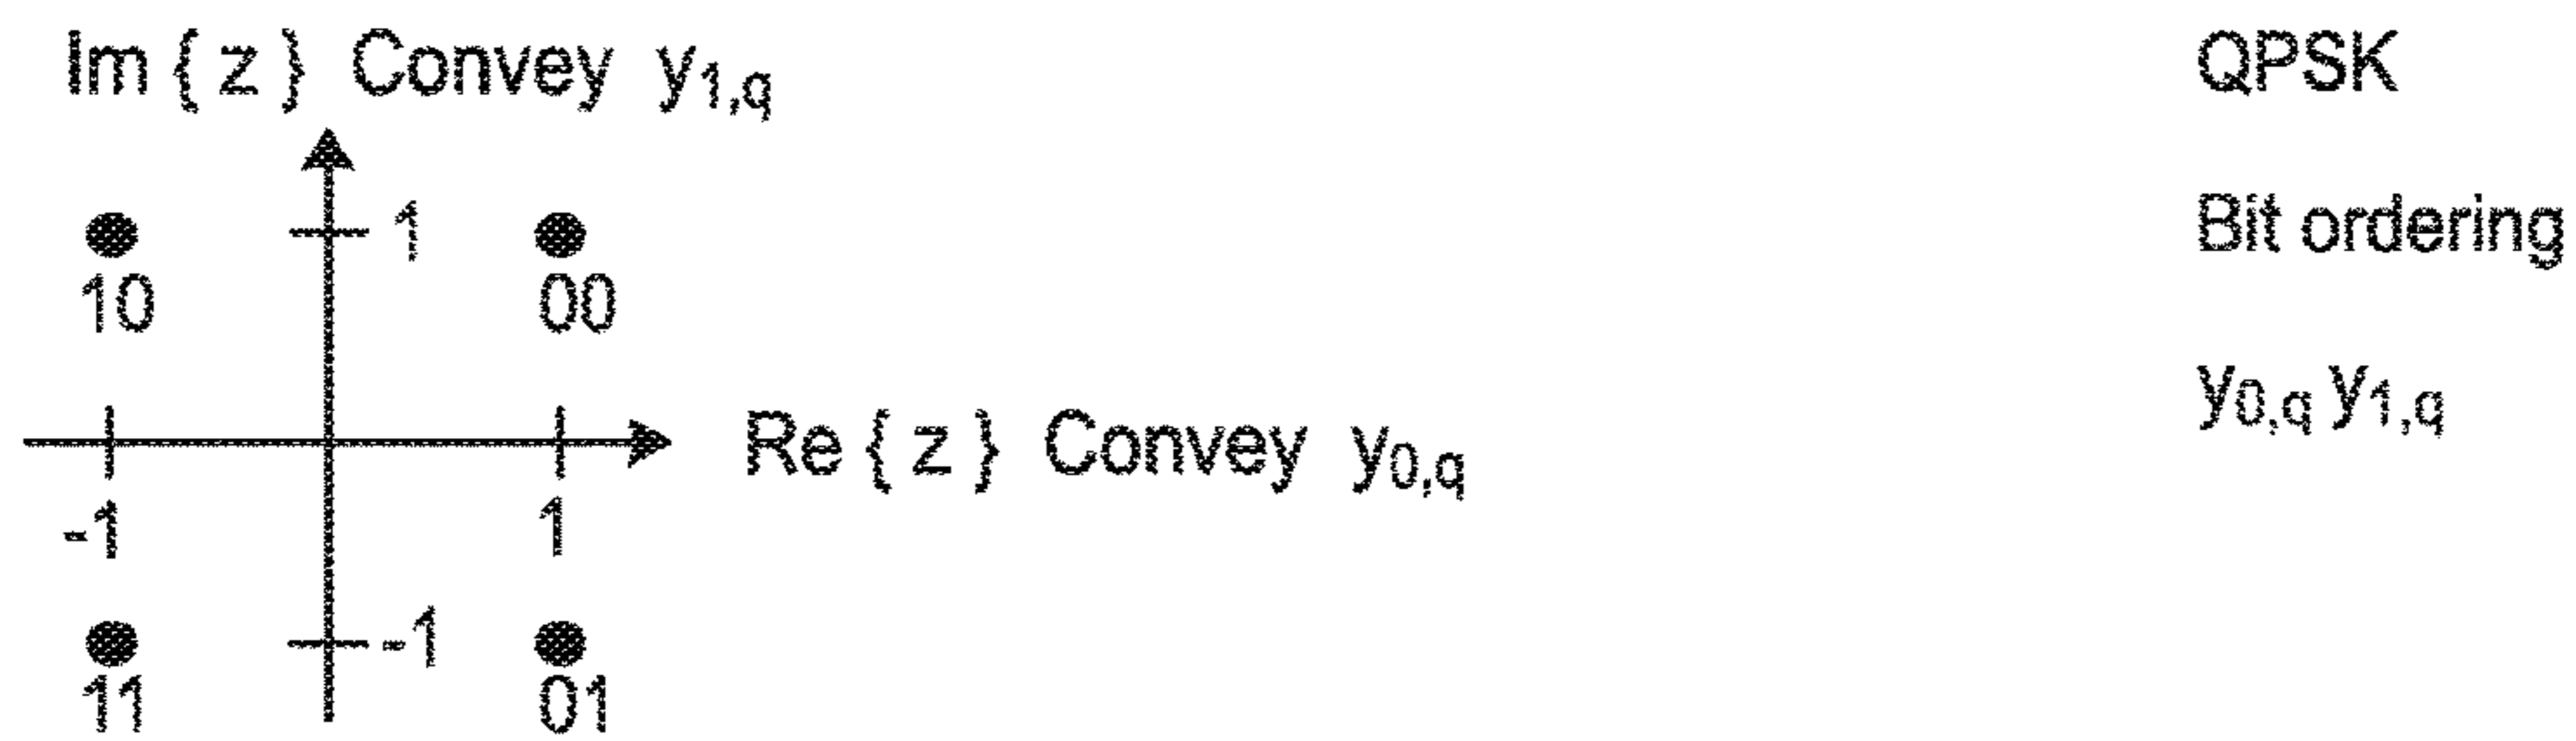 Im { z } Convey y1,q
QPSK
1
10
00
Bit ordering
y0,q y1,q
Re { z } Convey y0,q
-1
1
-1
11
01